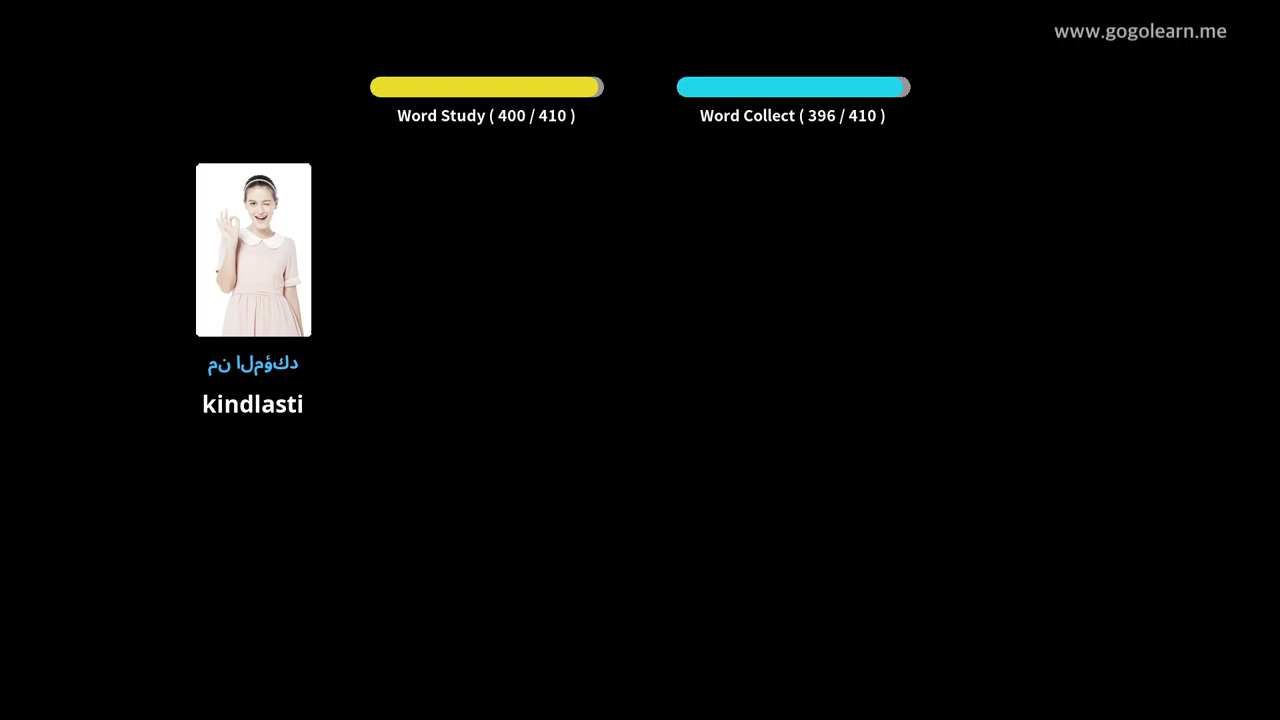 www.gogolearn.me
Word Study ( 400 / 410 )
Word Collect ( 396 / 410 )
من المؤكد
kindlasti